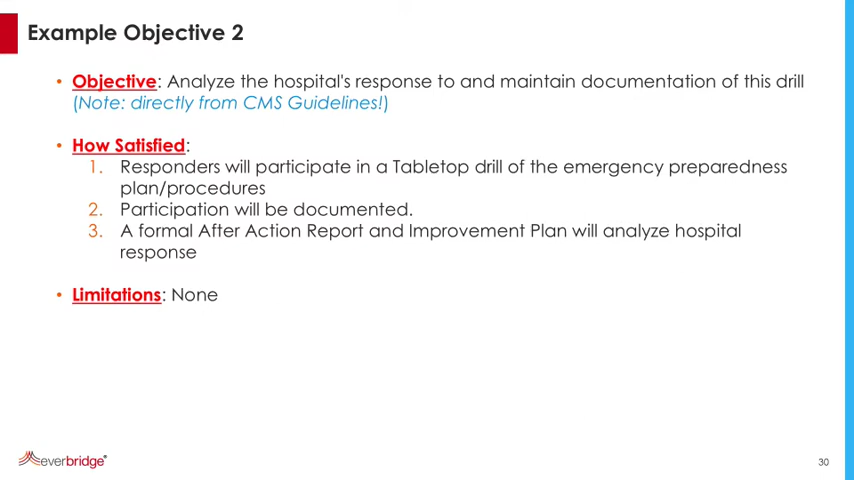 Example Objective 2
• Objective: Analyze the hospital's response to and maintain documentation of this drill
(Note: directly from CMS Guidelines!)
• How Satisfied:
1. Responders will participate in a Tabletop drill of the emergency preparedness
plan/procedures
2. Participation will be documented.
3. A formal After Action Report and Improvement Plan will analyze hospital
response
• Limitations: None
everbridge®
30